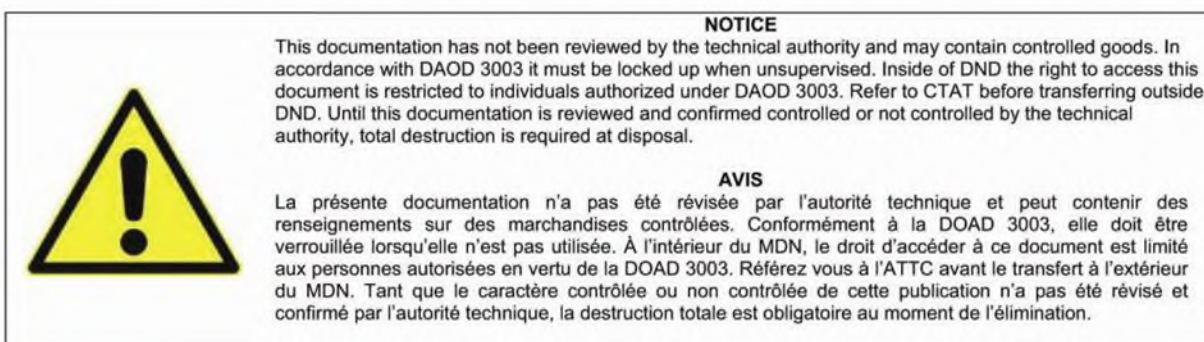 NOTICE
This documentation has not been reviewed by the technical authority and may contain controlled goods. In
accordance with DAOD 3003 it must be locked up when unsupervised. Inside of DND the right to access this
document is restricted to individuals authorized under DAOD 3003. Refer to CTAT before transferring outside
DND. Until this documentation is reviewed and confirmed controlled or not controlled by the technical
authority, total destruction is required at disposal.
AVIS
La présente documentation n'a pas été révisée par l'autorité technique et peut contenir des
renseignements sur des marchandises contrôlées. Conformément à la DOAD 3003, elle doit être
verrouillée lorsqu'elle n'est pas utilisée. À l'intérieur du MDN, le droit d'accéder à ce document est limité
aux personnes autorisées en vertu de la DOAD 3003. Référez vous à l'ATTC avant le transfert à l'extérieur
du MDN. Tant que le caractère contrôlée ou non contrôlée de cette publication n'a pas été révisé et
confirmé par l'autorité technique, la destruction totale est obligatoire au moment de l'élimination.